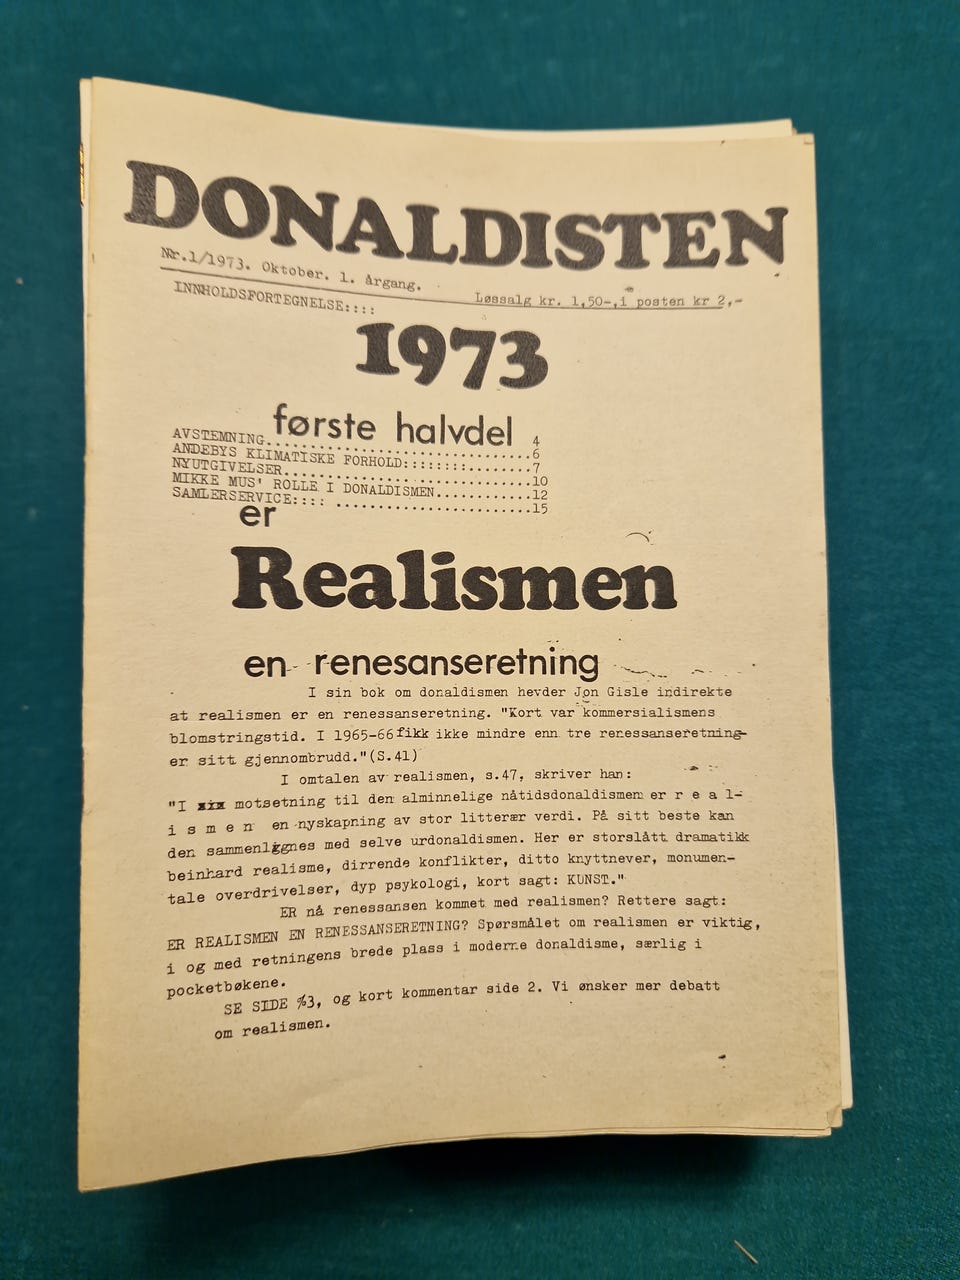 DONALDISTEN
Nr.1/1973. Oktober. 1. årgang.
Løssalg kr. 1,50-,i posten kr 2,-
INNHOLDSFORTEGNELSE::::
1973
første halvdel
AVSTEMNING.............................4
ANDEBYS KLIMATISKE FORHOLD::::::::........6
NYUTGIVELSER..............................7
MIKKE MUS' ROLLE I DONALDISMEN...........10
SAMLERSERVICE:::: .......................12
15
er
Realismen
en renesanseretning
I sin bok om donaldismen hevder Jon Gisle indirekte
at realismen er en renessanseretning. "Kort var kommersialismens
blomstringstid. I 1965-66 fikk ikke mindre enn tre renessanseretning-
er sitt gjennombrudd."(S.41)
I omtalen av realismen, s.47, skriver han:
"I xix motsetning til den alminnelige nåtidsdonaldismen er r e a l-
i s m e n en nyskapning av stor litterær verdi. På sitt beste kan
den sammenliggnes med selve urdonaldismen. Her er storslått dramatikk
beinhard realisme, dirrende konflikter, ditto knyttnever, monumen-
tale overdrivelser, dyp psykologi, kort sagt: KUNST."
ER nå renessansen kommet med realismen? Rettere sagt:
ER REALISMEN EN RENESSANSERETNING? Spørsmålet om realismen er viktig,
i og med retningens brede plass i moderne donaldisme, særlig i
pocketbøkene.
SE SIDE %3, og kort kommentar side 2. Vi ønsker mer debatt
om realismen.